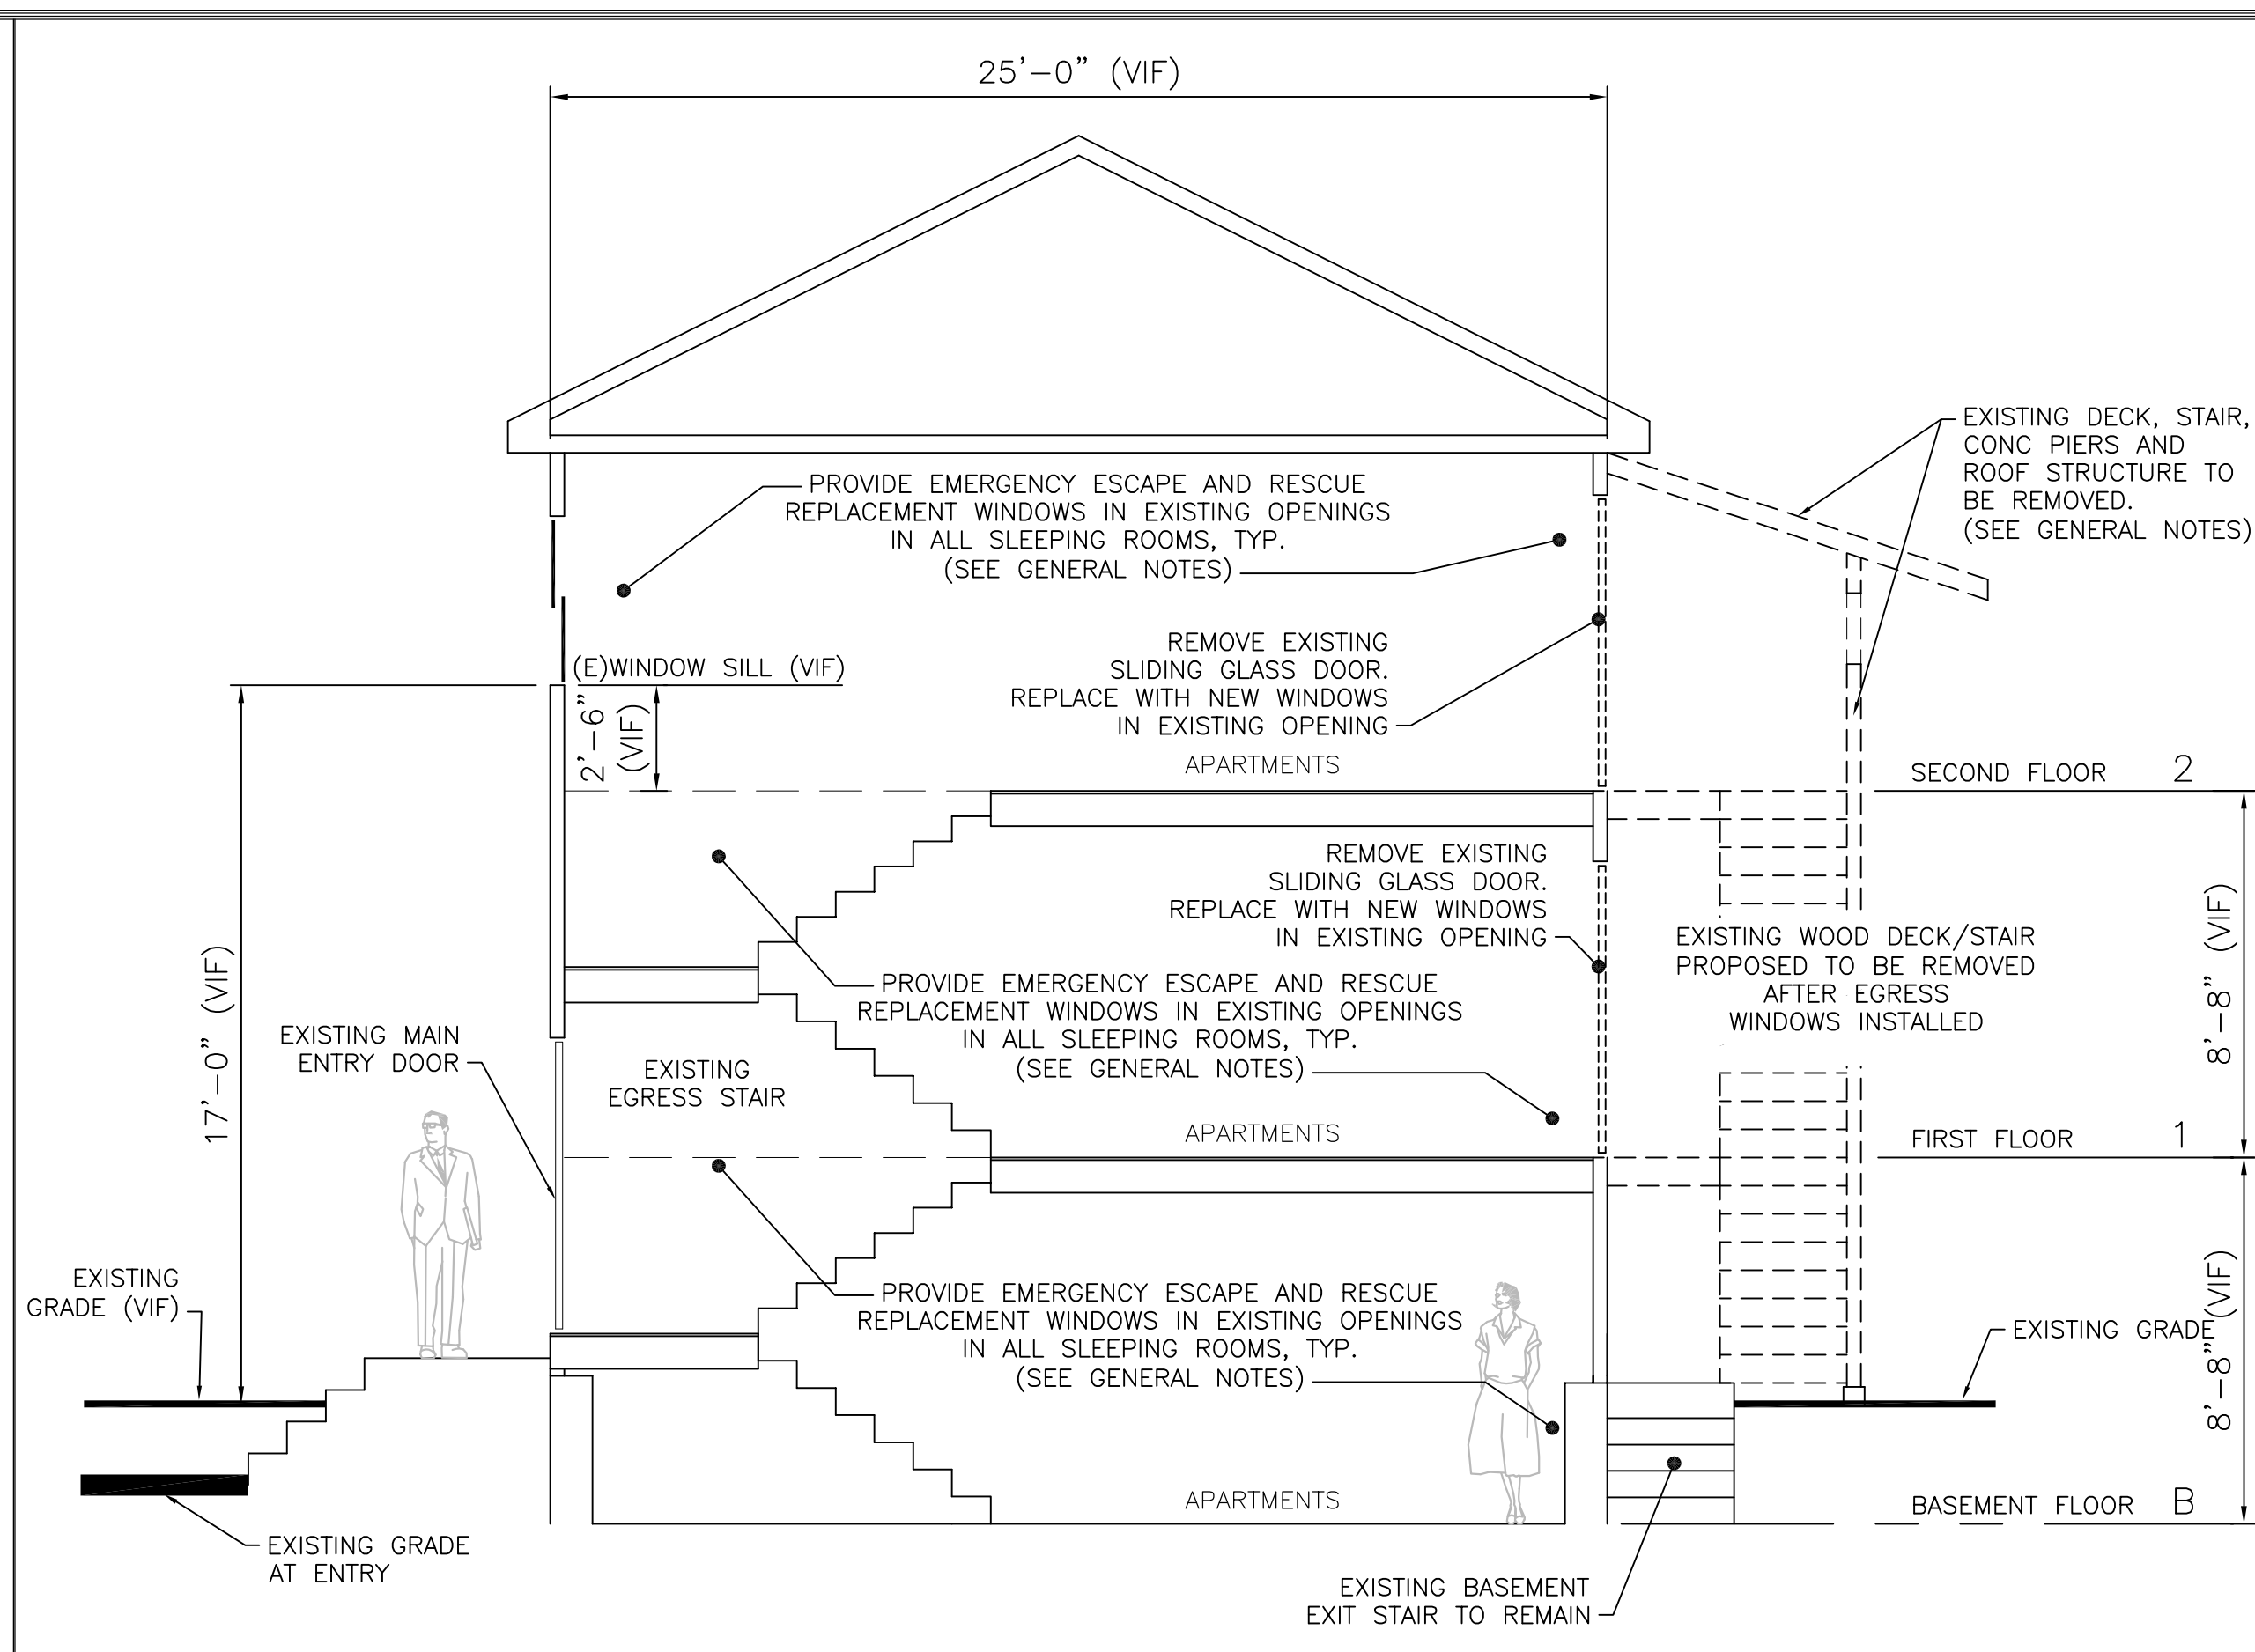 25'-0" (VIF)
EXISTING DECK, STAIR,
CONC PIERS AND
ROOF STRUCTURE TO
BE REMOVED.
(SEE GENERAL NOTES)
PROVIDE EMERGENCY ESCAPE AND RESCUE
REPLACEMENT WINDOWS IN EXISTING OPENINGS
IN ALL SLEEPING ROOMS, TYP.
(SEE GENERAL NOTES)
REMOVE EXISTING
SLIDING GLASS DOOR.
REPLACE WITH NEW WINDOWS
IN EXISTING OPENING
(E)WINDOW SILL (VIF)
2'-6"
(VIF)
APARTMENTS
SECOND FLOOR 2
REMOVE EXISTING
SLIDING GLASS DOOR.
REPLACE WITH NEW WINDOWS
IN EXISTING OPENING
EXISTING WOOD DECK/STAIR
PROPOSED TO BE REMOVED
AFTER EGRESS
WINDOWS INSTALLED
8'-8" (VIF)
17'-0" (VIF)
PROVIDE EMERGENCY ESCAPE AND RESCUE
REPLACEMENT WINDOWS IN EXISTING OPENINGS
IN ALL SLEEPING ROOMS, TYP.
(SEE GENERAL NOTES)
EXISTING MAIN
ENTRY DOOR
EXISTING
EGRESS STAIR
APARTMENTS
FIRST FLOOR 1
EXISTING
GRADE (VIF)
PROVIDE EMERGENCY ESCAPE AND RESCUE
REPLACEMENT WINDOWS IN EXISTING OPENINGS
IN ALL SLEEPING ROOMS, TYP.
(SEE GENERAL NOTES)
EXISTING GRADE
8'-8" (VIF)
APARTMENTS
BASEMENT FLOOR B
EXISTING GRADE
AT ENTRY
EXISTING BASEMENT
EXIT STAIR TO REMAIN